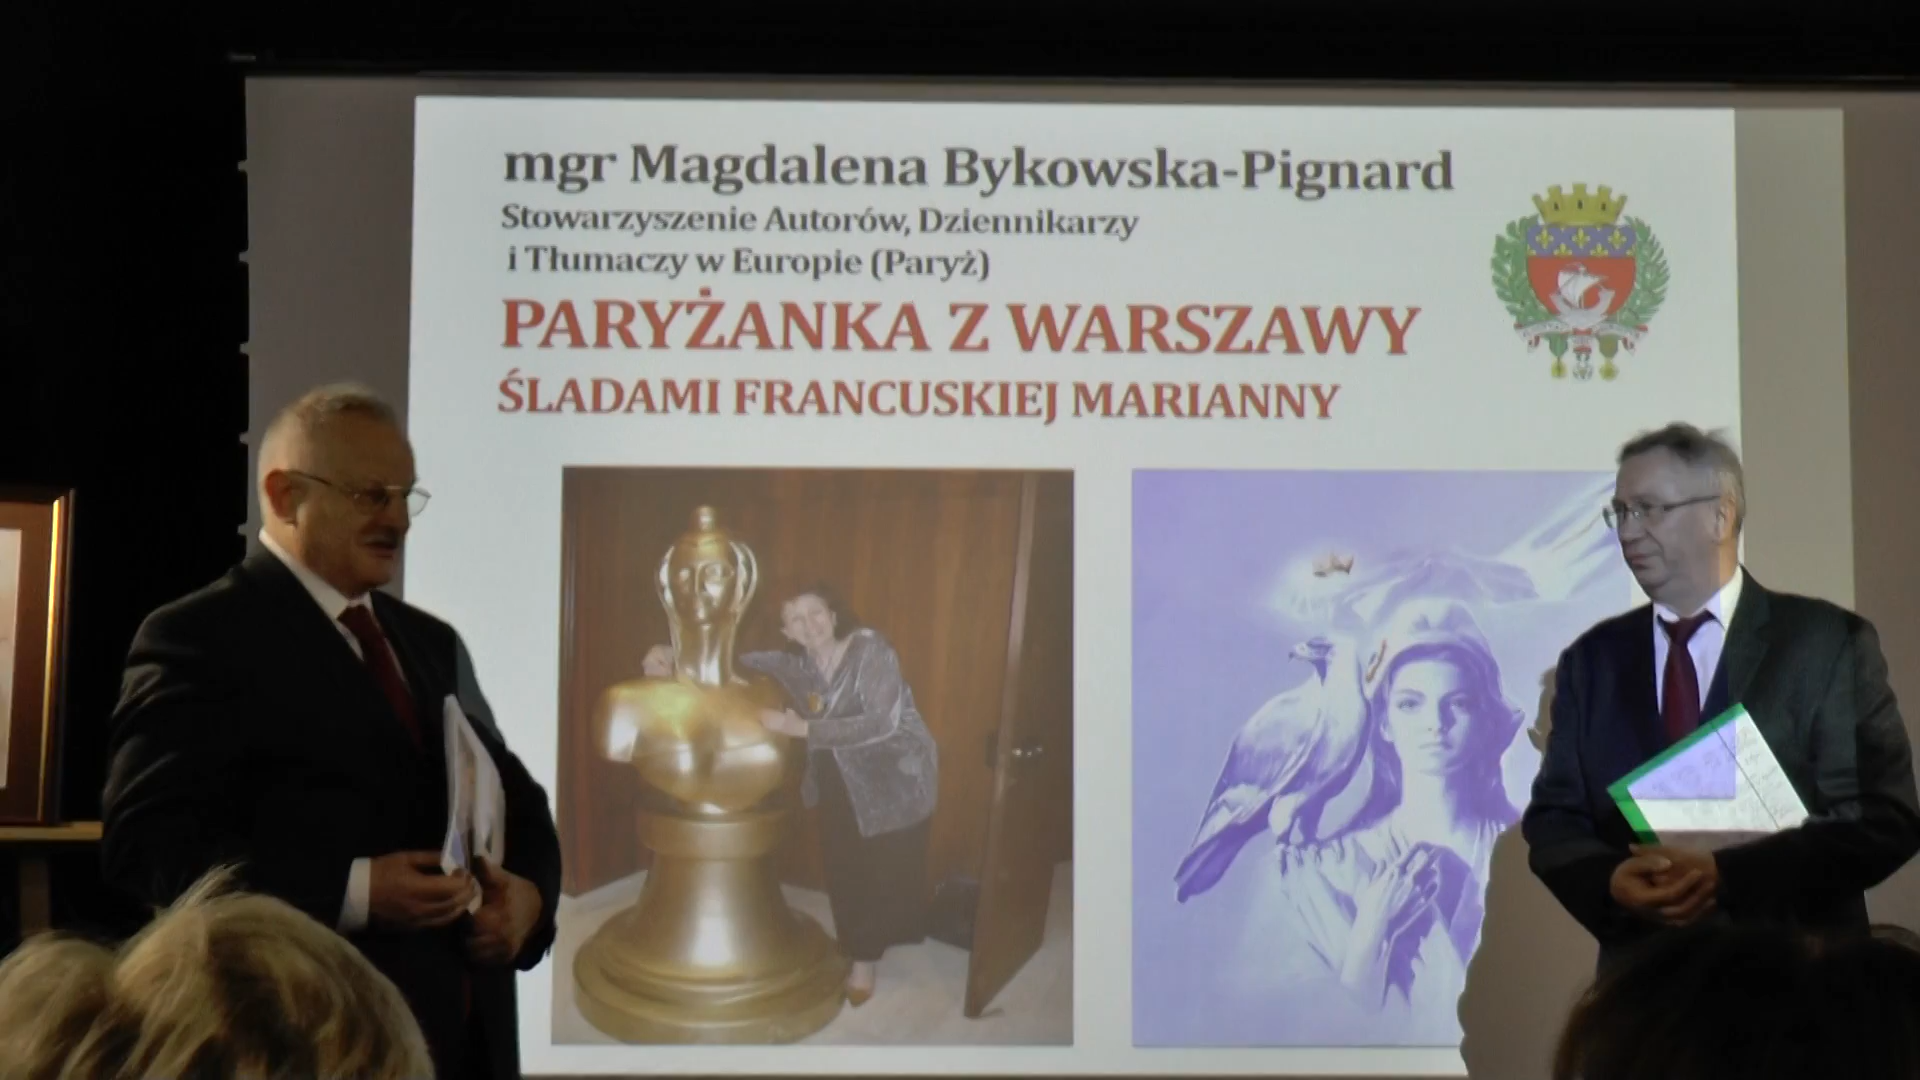 mgr Magdalena Bykowska-Pignard
Stowarzyszenie Autorów, Dziennikarzy
i Tłumaczy w Europie (Paryż)
PARYŻANKA Z WARSZAWY
ŚLADAMI FRANCUSKIEJ MARIANNY